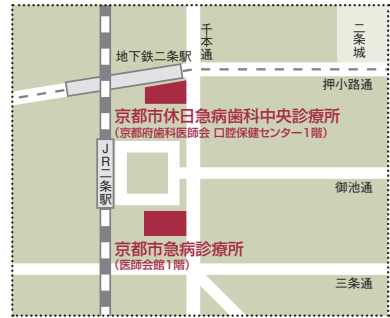 千本通
二条城
地下鉄二条駅
押小路通
京都市休日急病歯科中央診療所
(京都府歯科医師会 口腔保健センター1階)
JR二条駅
御池通
京都市急病診療所
(医師会館1階)
三条通